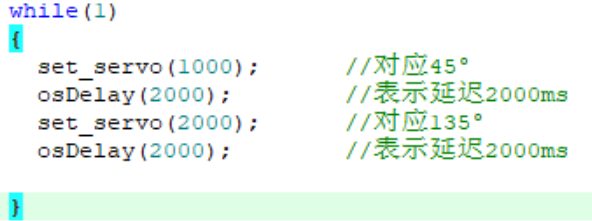 while(1)
{
set_servo(1000); //对应45°
osDelay(2000); //表示延迟2000ms
set_servo(2000); //对应135°
osDelay(2000); //表示延迟2000ms
}